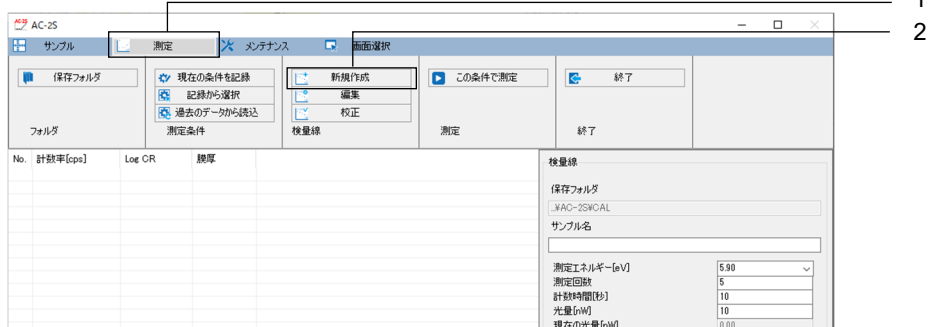 1
AC-2S
2
サンプル 測定 メンテナンス 画面選択
保存フォルダ 現在の条件を記録 新規作成 この条件で測定 終了
記録から選択 編集
過去のデータから読込 校正
フォルダ 測定条件 検量線 測定 終了
No. 計数率[cps] Log CR 膜厚
検量線
保存フォルダ
..¥AC-2S¥CAL
サンプル名
測定エネルギー[eV] 5.90
測定回数 5
計数時間[秒] 10
光量[nW] 10
現在の光量[nW] 0.00